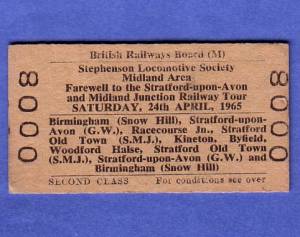 British Railways Board (M)
Stephenson Locomotive Society
Midland Area
Farewell to the Stratford-upon-Avon
and Midland Junction Railway Tour
SATURDAY, 24th APRIL, 1965
Birmingham (Snow Hill), Stratford-upon-
Avon (G.W.), Racecourse Jn., Stratford
Old Town (S.M.J.), Kineton, Byfield,
Woodford Halse, Stratford Old Town
(S.M.J.), Stratford-upon-Avon (G.W.) and
Birmingham (Snow Hill)
SECOND CLASS For conditions see over
0008
0008